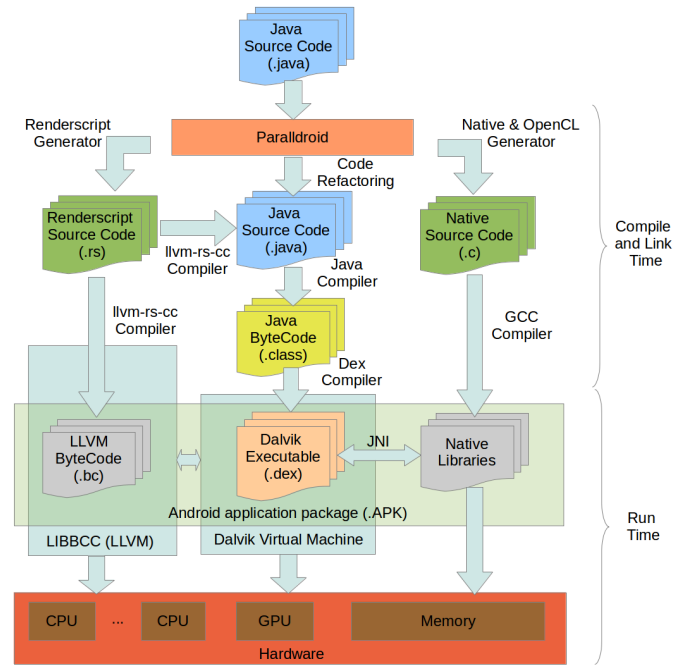 Java
Source Code
(.java)
Renderscript
Generator
Paralldroid
Native & OpenCL
Generator
Code
Refactoring
Renderscript
Source Code
(.rs)
llvm-rs-cc
Compiler
Java
Source Code
(.java)
Native
Source Code
(.c)
Compile
and Link
Time
Java
Compiler
llvm-rs-cc
Compiler
Java
ByteCode
(.class)
GCC
Compiler
Dex
Compiler
LLVM
ByteCode
(.bc)
Dalvik
Executable
(.dex)
JNI
Native
Libraries
Android application package (.APK)
LIBBCC (LLVM)
Dalvik Virtual Machine
Run
Time
CPU
...
CPU
GPU
Memory
Hardware